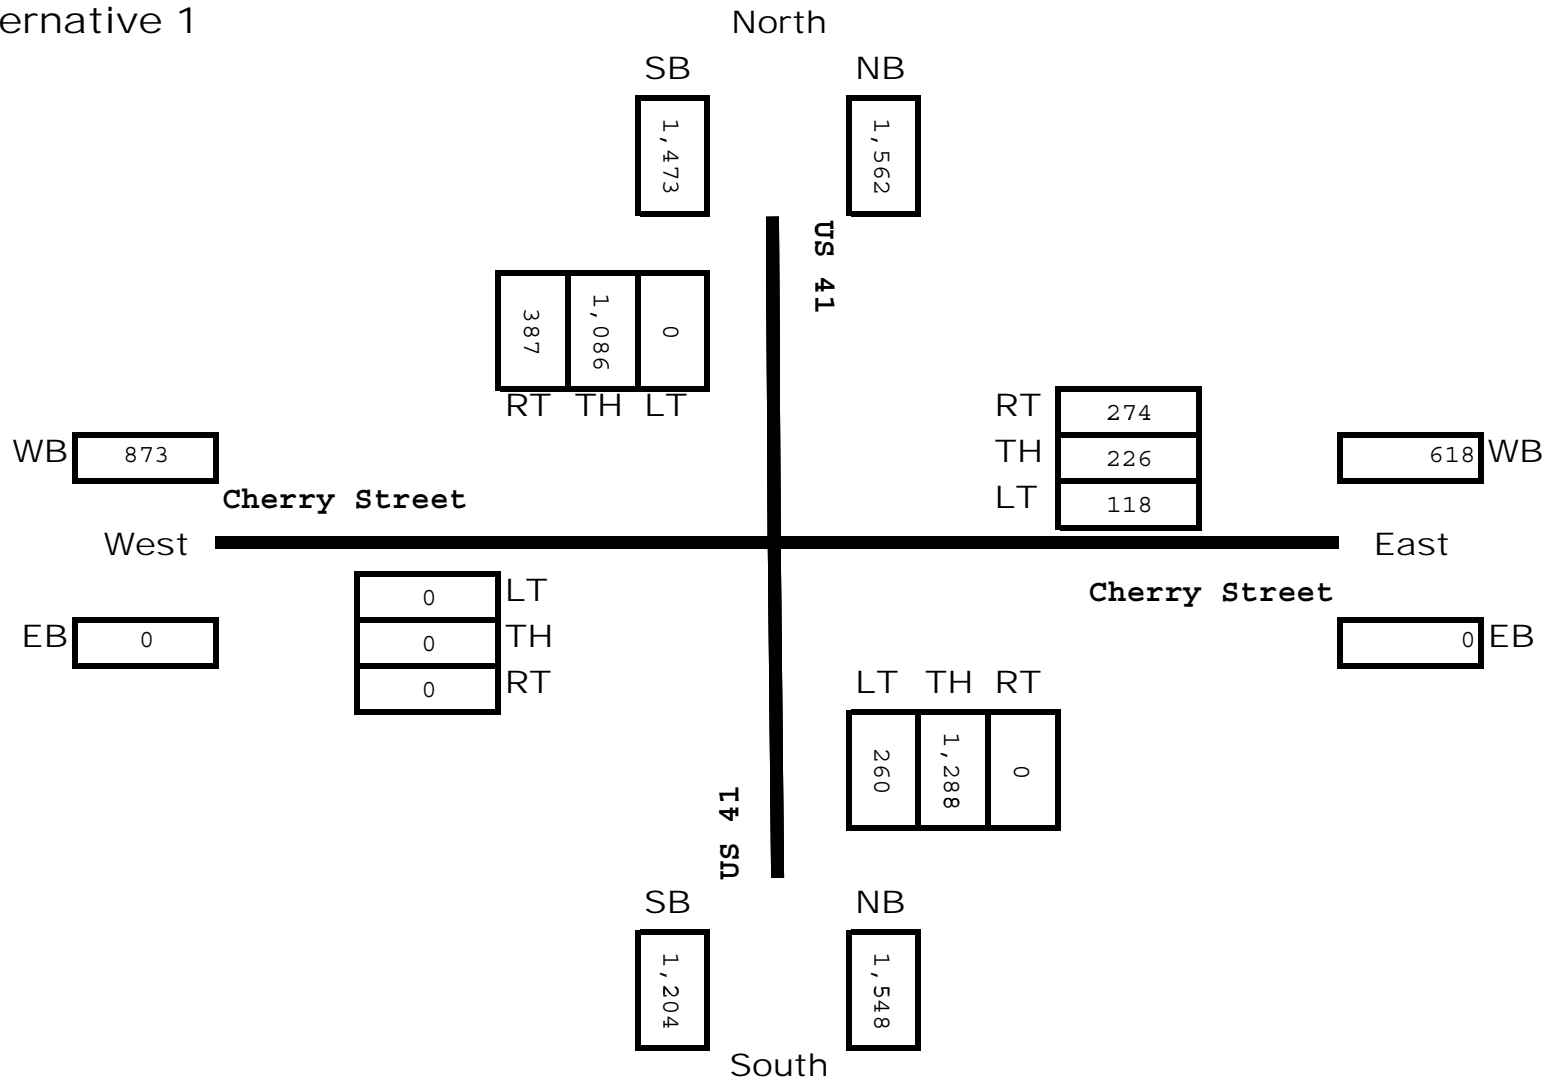 ernative 1
North
SB NB
1,473 1,562
US 41
387 1,086 0
RT TH LT
RT 274
TH 226
LT 118
WB 873
618 WB
Cherry Street
West
East
Cherry Street
0 LT
0 TH
0 RT
EB 0
0 EB
LT TH RT
260 1,288 0
US 41
SB NB
1,204 1,548
South